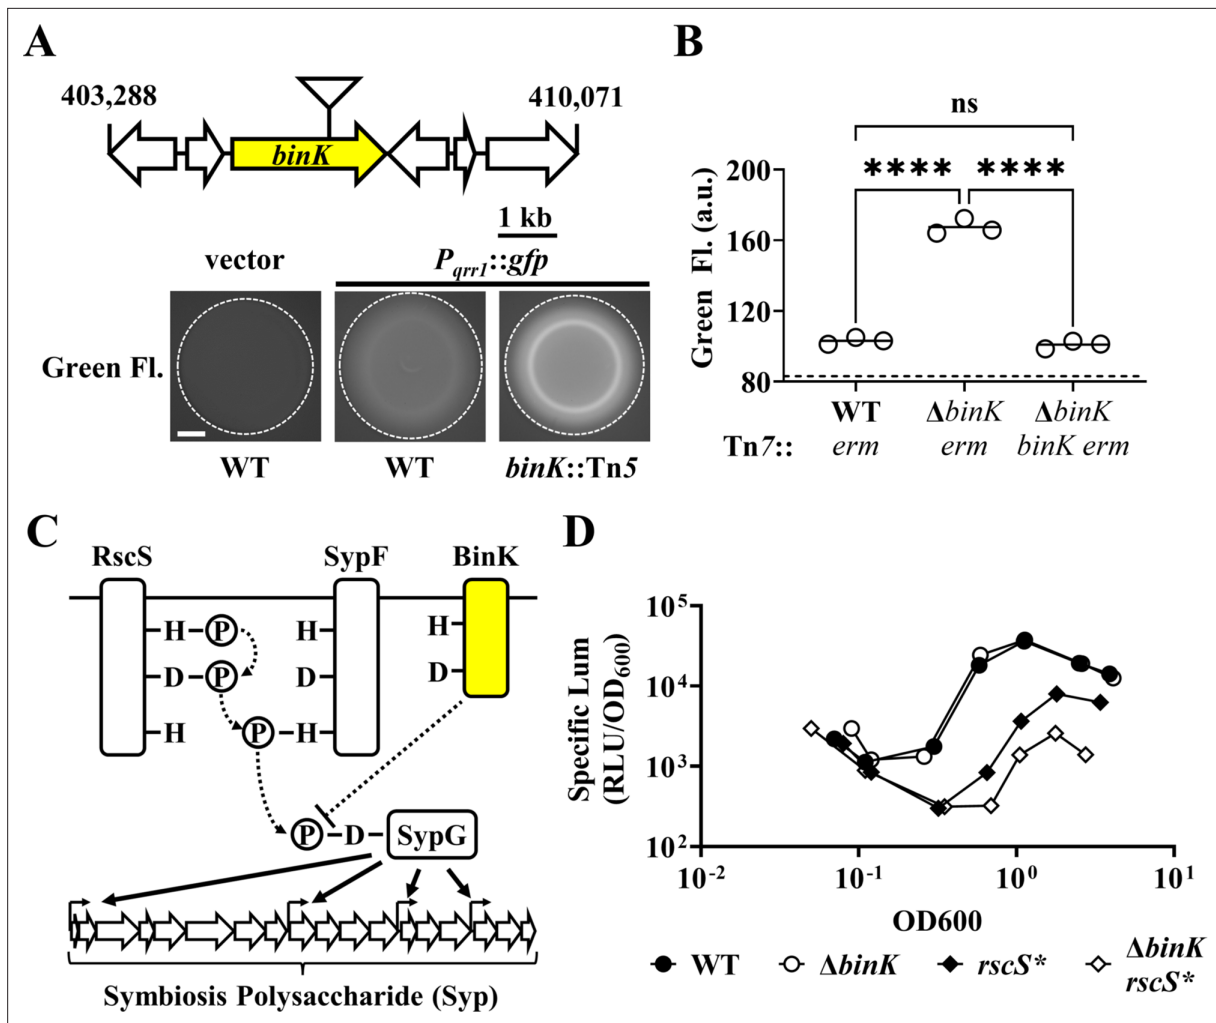 A
403,288
410,071
binK
1 kb
vector
Pqrr1::gfp
Green Fl.
WT
WT
binK::Tn5
B
ns
**** ****
Green Fl. (a.u.)
200
160
120
80
WT ΔbinK ΔbinK
Tn7:: erm erm binK erm
C
RscS SypF BinK
H P H H
D P D D
H P H
P D SypG
Symbiosis Polysaccharide (Syp)
D
Specific Lum
(RLU/OD600)
10^5
10^4
10^3
10^2
10^-2 10^-1 10^0 10^1
OD600
WT ΔbinK rscS* ΔbinK
rscS*